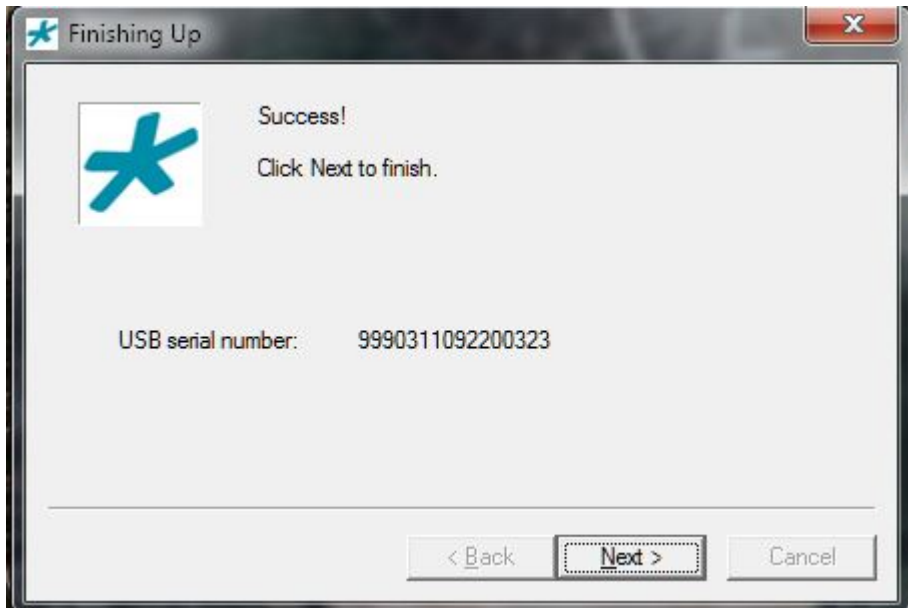 Finishing Up
Success!
Click Next to finish.
USB serial number: 9990311092200323
< Back Next > Cancel